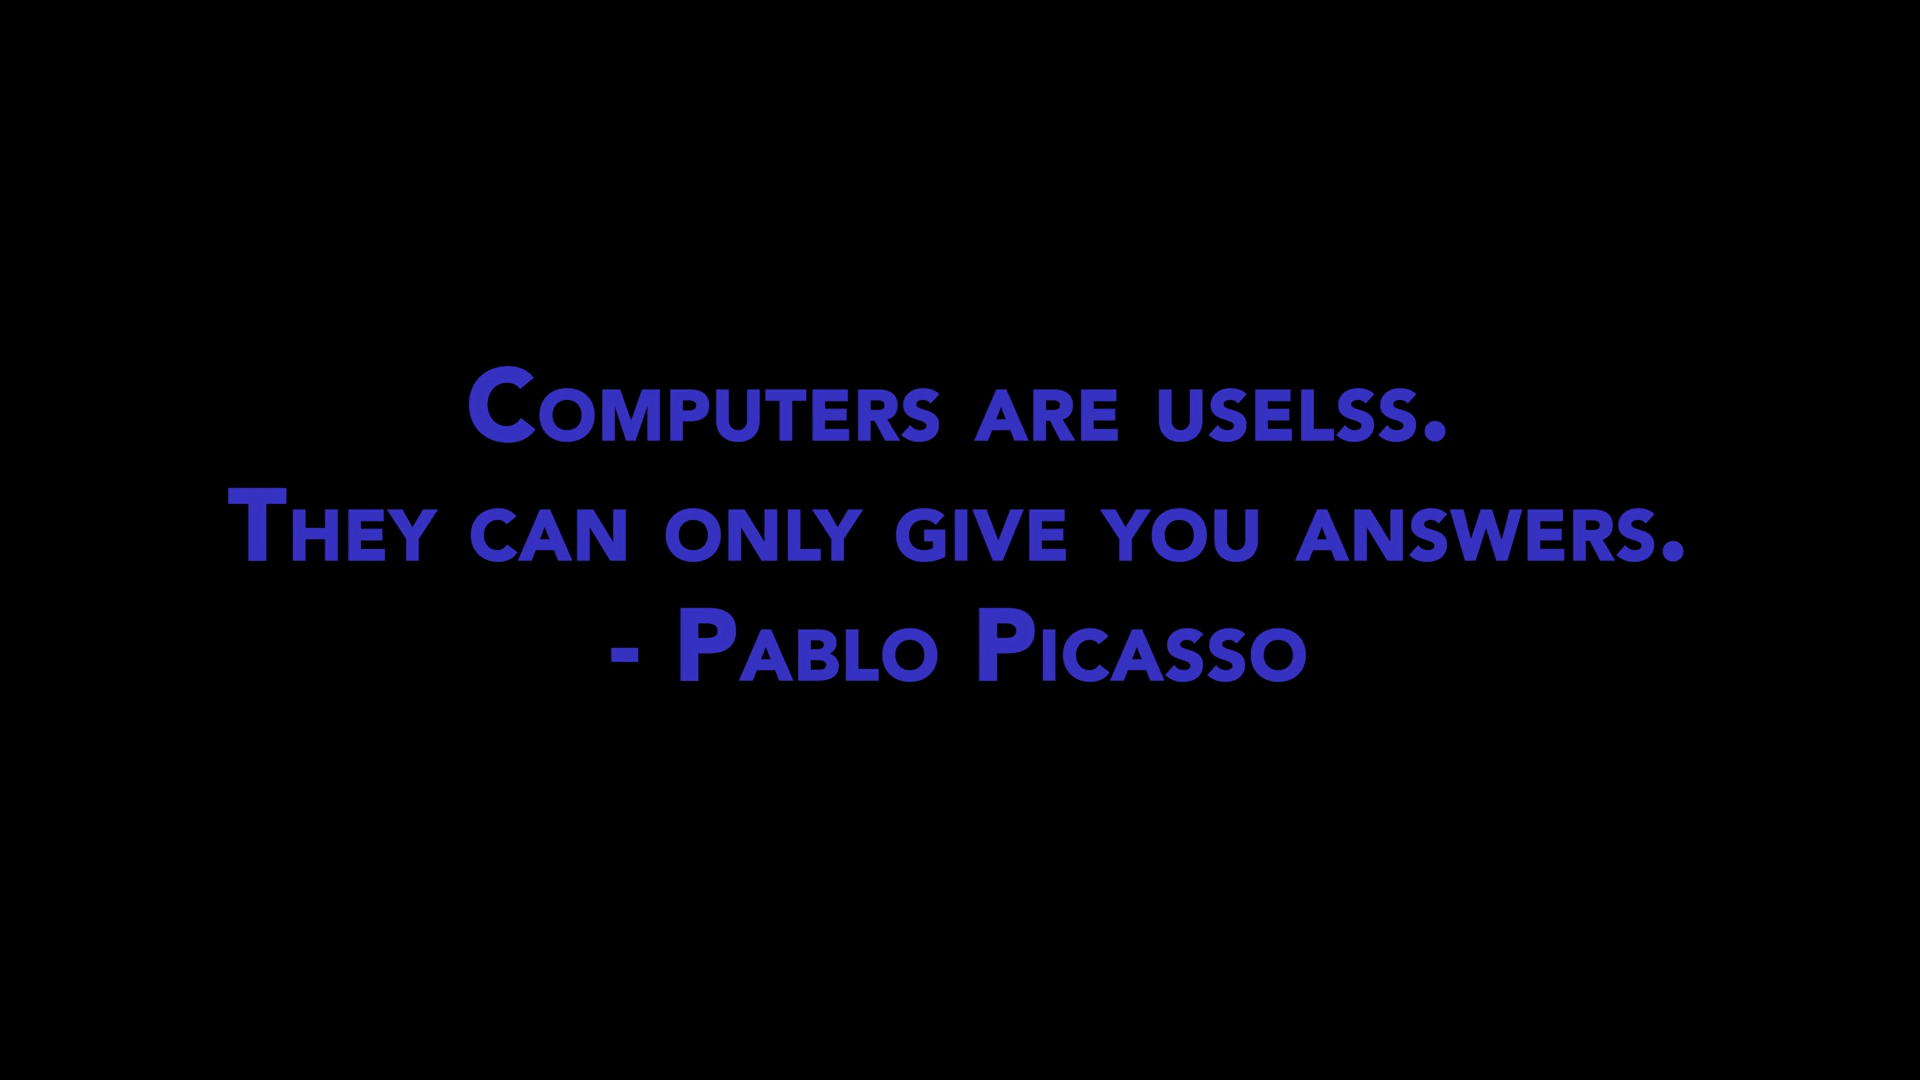 Computers are uselss.
They can only give you answers.
- Pablo Picasso